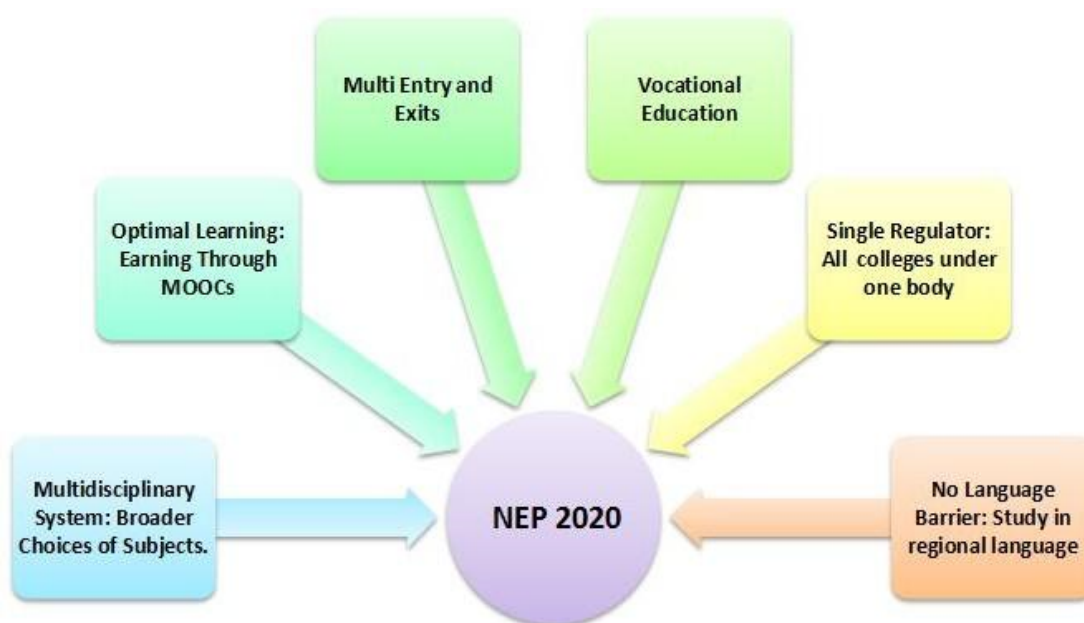 Multi Entry and
Exits
Vocational
Education
Optimal Learning:
Earning Through
MOOCs
Single Regulator:
All colleges under
one body
Multidisciplinary
System: Broader
Choices of Subjects.
NEP 2020
No Language
Barrier: Study in
regional language